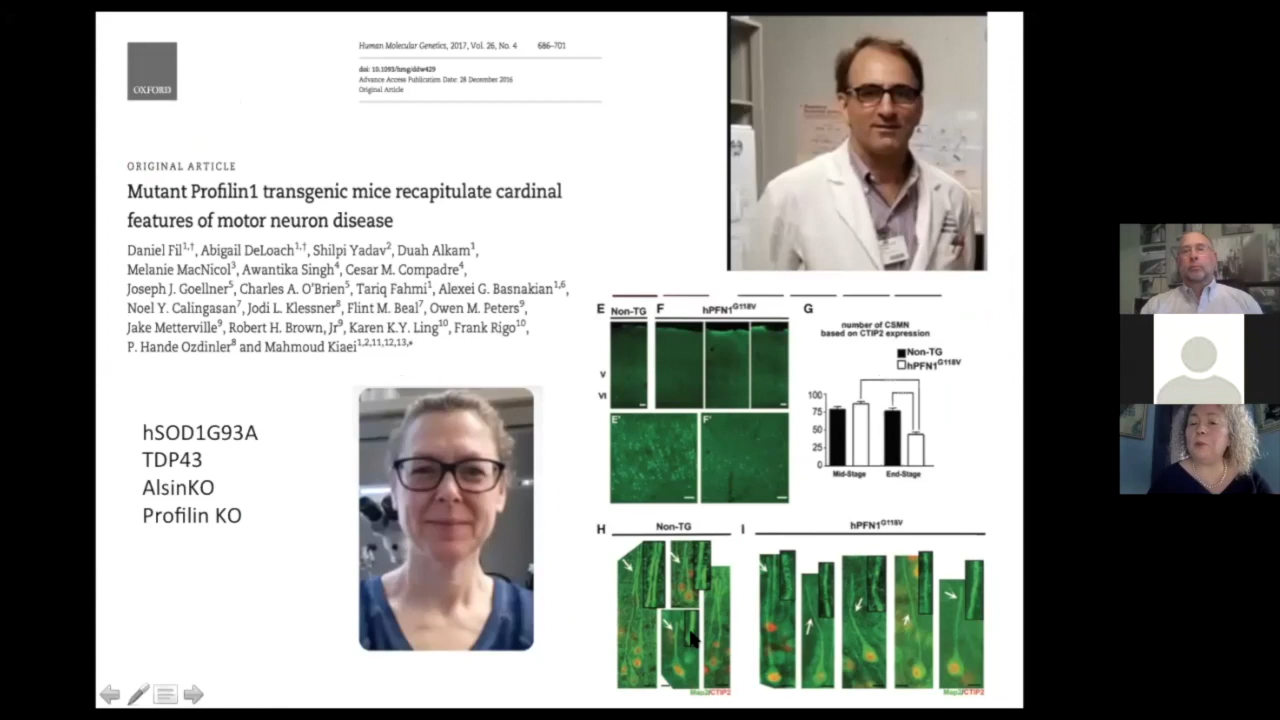 OXFORD
Human Molecular Genetics, 2017, Vol. 26, No. 4 686–701
doi: 10.1093/hmg/ddw429
Advance Access Publication Date: 28 December 2016
Original Article
ORIGINAL ARTICLE
Mutant Profilin1 transgenic mice recapitulate cardinal
features of motor neuron disease
Daniel Fil1,†, Abigail DeLoach1,†, Shilpi Yadav2, Duah Alkam1,
Melanie MacNicol3, Awantika Singh4, Cesar M. Compadre4,
Joseph J. Goellner5, Charles A. O'Brien5, Tariq Fahmi1, Alexei G. Basnakian1,6,
Noel Y. Calingasan7, Jodi L. Klessner8, Flint M. Beal7, Owen M. Peters9,
Jake Metterville9, Robert H. Brown, Jr9, Karen K.Y. Ling10, Frank Rigo10,
P. Hande Ozdinler8 and Mahmoud Kiaei1,2,11,12,13,*
hSOD1G93A
TDP43
AlsinKO
Profilin KO
E Non-TG F hPFN1G118V
V
VI
E' F'
G
number of CSMN
based on CTIP2 expression
Non-TG
hPFN1G118V
100
75
50
25
0
Mid-Stage End-Stage
H Non-TG
Map2/CTIP2
I hPFN1G118V
Map2/CTIP2